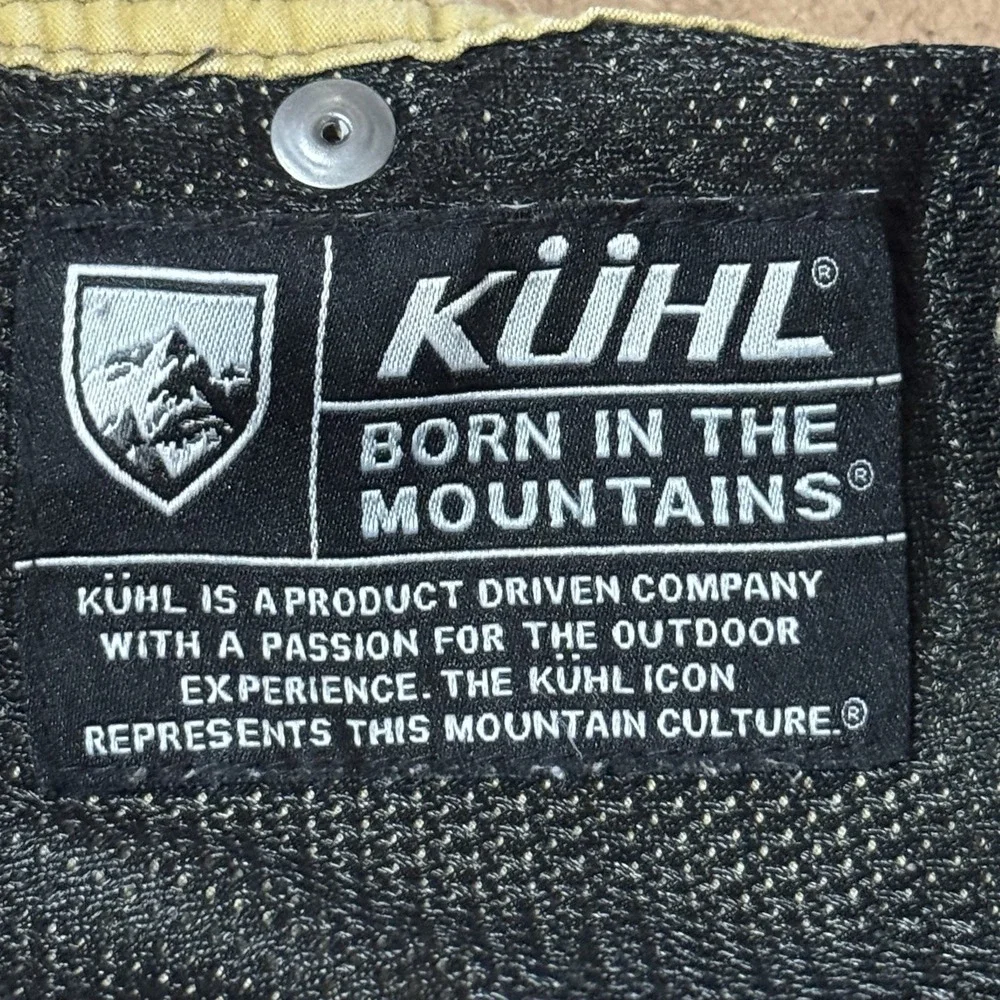 KÜHL®
BORN IN THE
MOUNTAINS®
KÜHL IS A PRODUCT DRIVEN COMPANY
WITH A PASSION FOR THE OUTDOOR
EXPERIENCE. THE KÜHL ICON
REPRESENTS THIS MOUNTAIN CULTURE.®